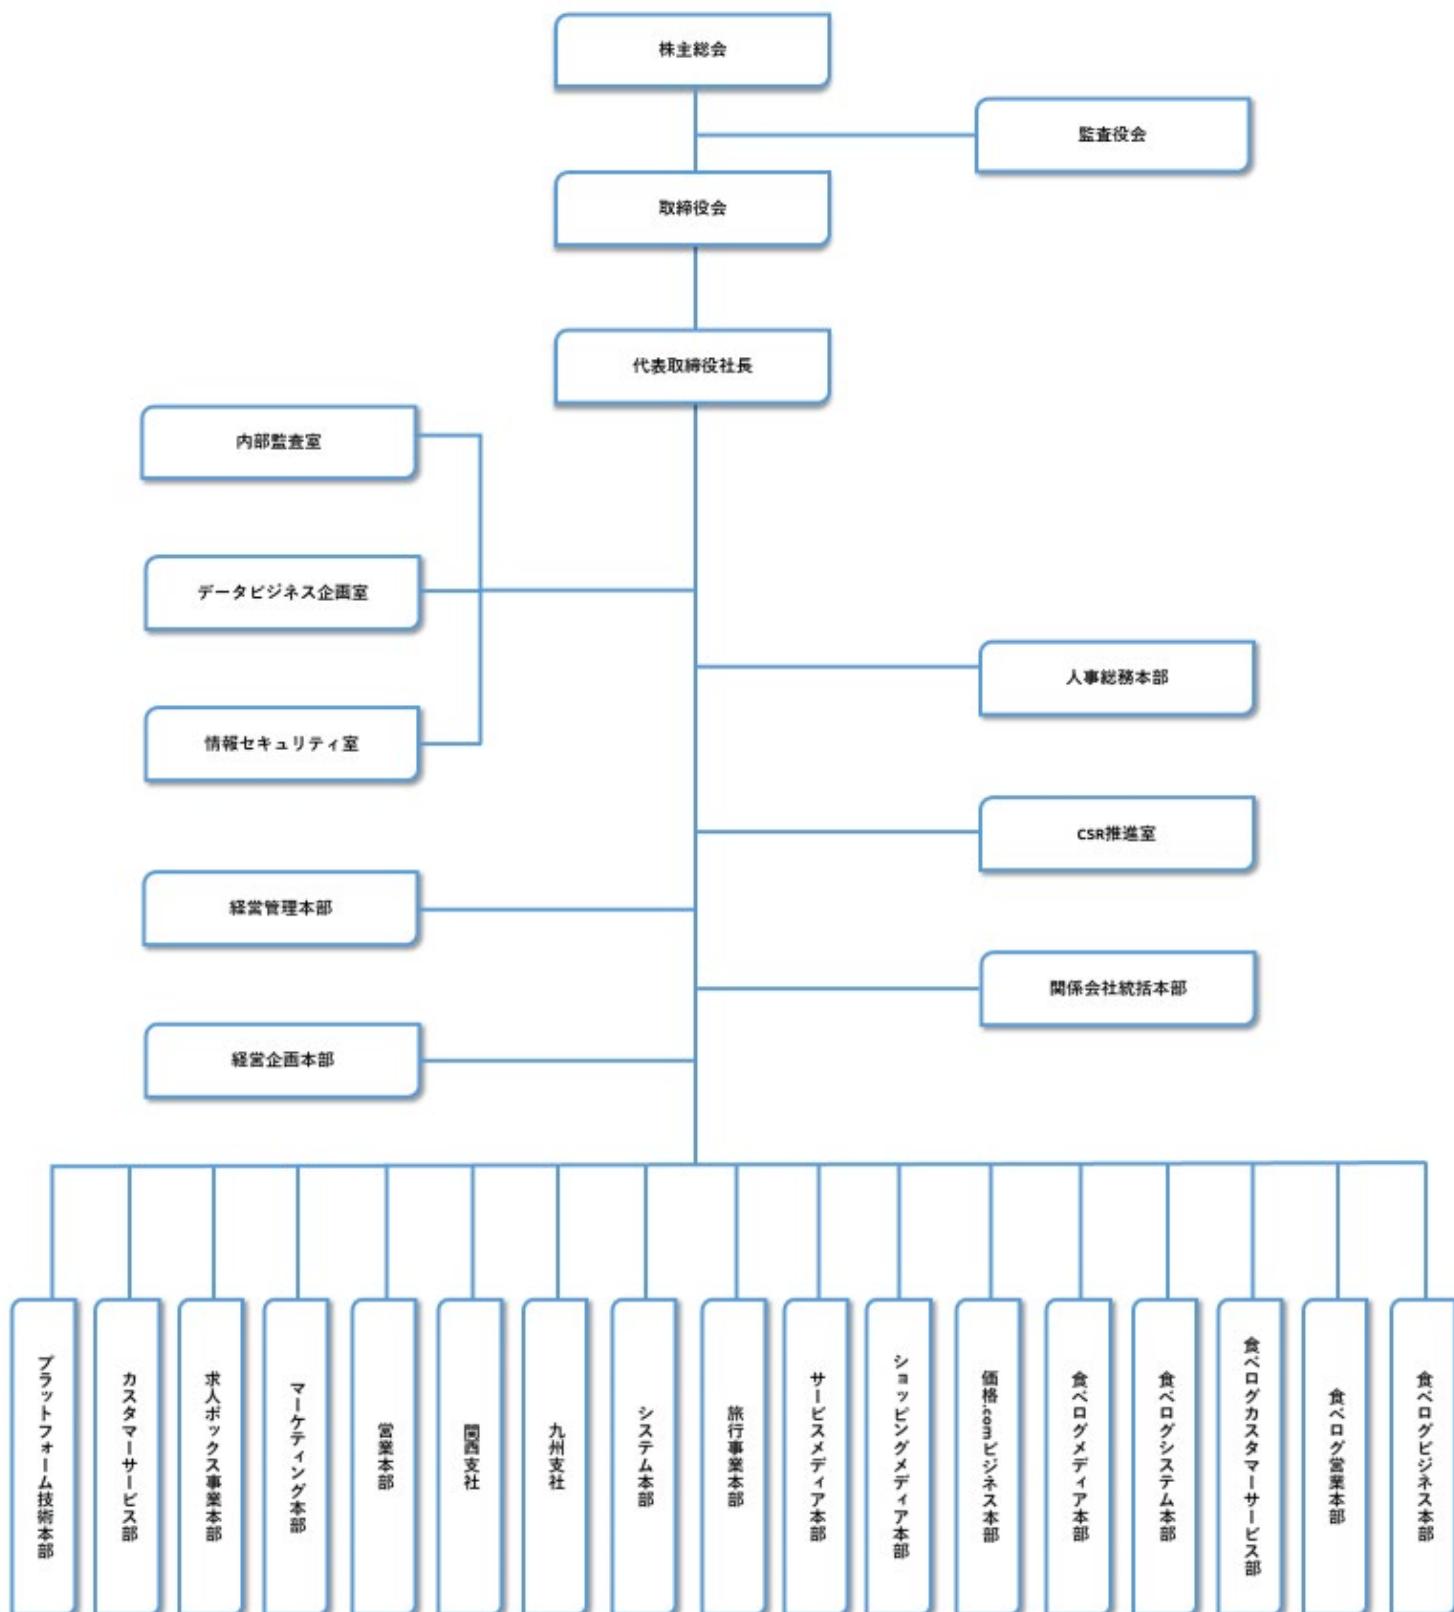 株主総会
監査役会
取締役会
代表取締役社長
内部監査室
データビジネス企画室
情報セキュリティ室
人事総務本部
CSR推進室
経営管理本部
関係会社統括本部
経営企画本部
プラットフォーム技術本部
カスタマーサービス部
求人ボックス事業本部
マーケティング本部
営業本部
関西支社
九州支社
システム本部
旅行事業本部
サービスメディア本部
ショッピングメディア本部
価格.comビジネス本部
食べログメディア本部
食べログシステム本部
食べログカスタマーサービス部
食べログ営業本部
食べログビジネス本部